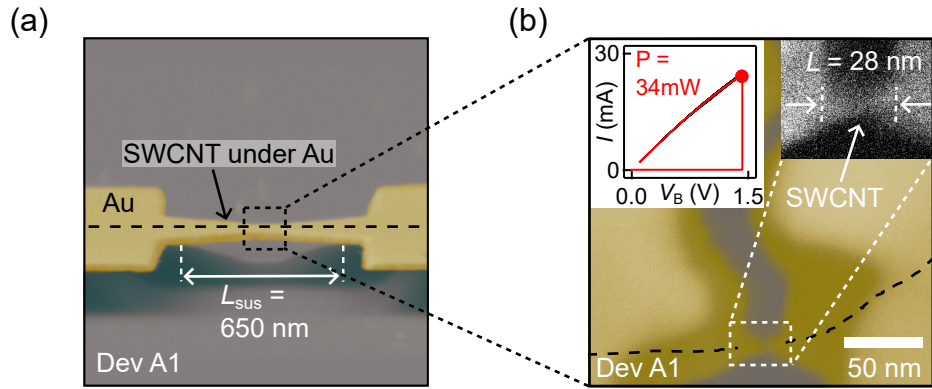 (a)
SWCNT under Au
Au
L_sus =
650 nm
Dev A1
(b)
30
I (mA)
0
P =
34mW
0.0
V_B (V)
1.5
L = 28 nm
SWCNT
Dev A1
50 nm